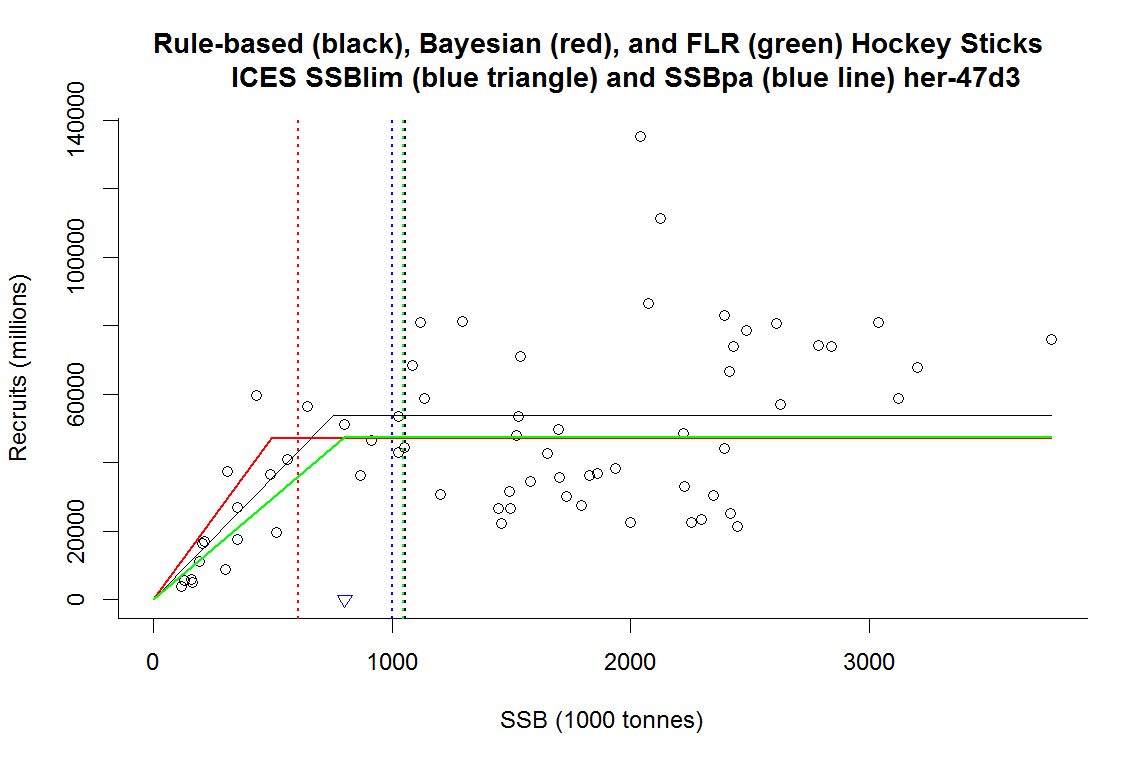 Rule-based (black), Bayesian (red), and FLR (green) Hockey Sticks
ICES SSBlim (blue triangle) and SSBpa (blue line) her-47d3
Recruits (millions)
140000
100000
60000
20000
0
0 1000 2000 3000
SSB (1000 tonnes)